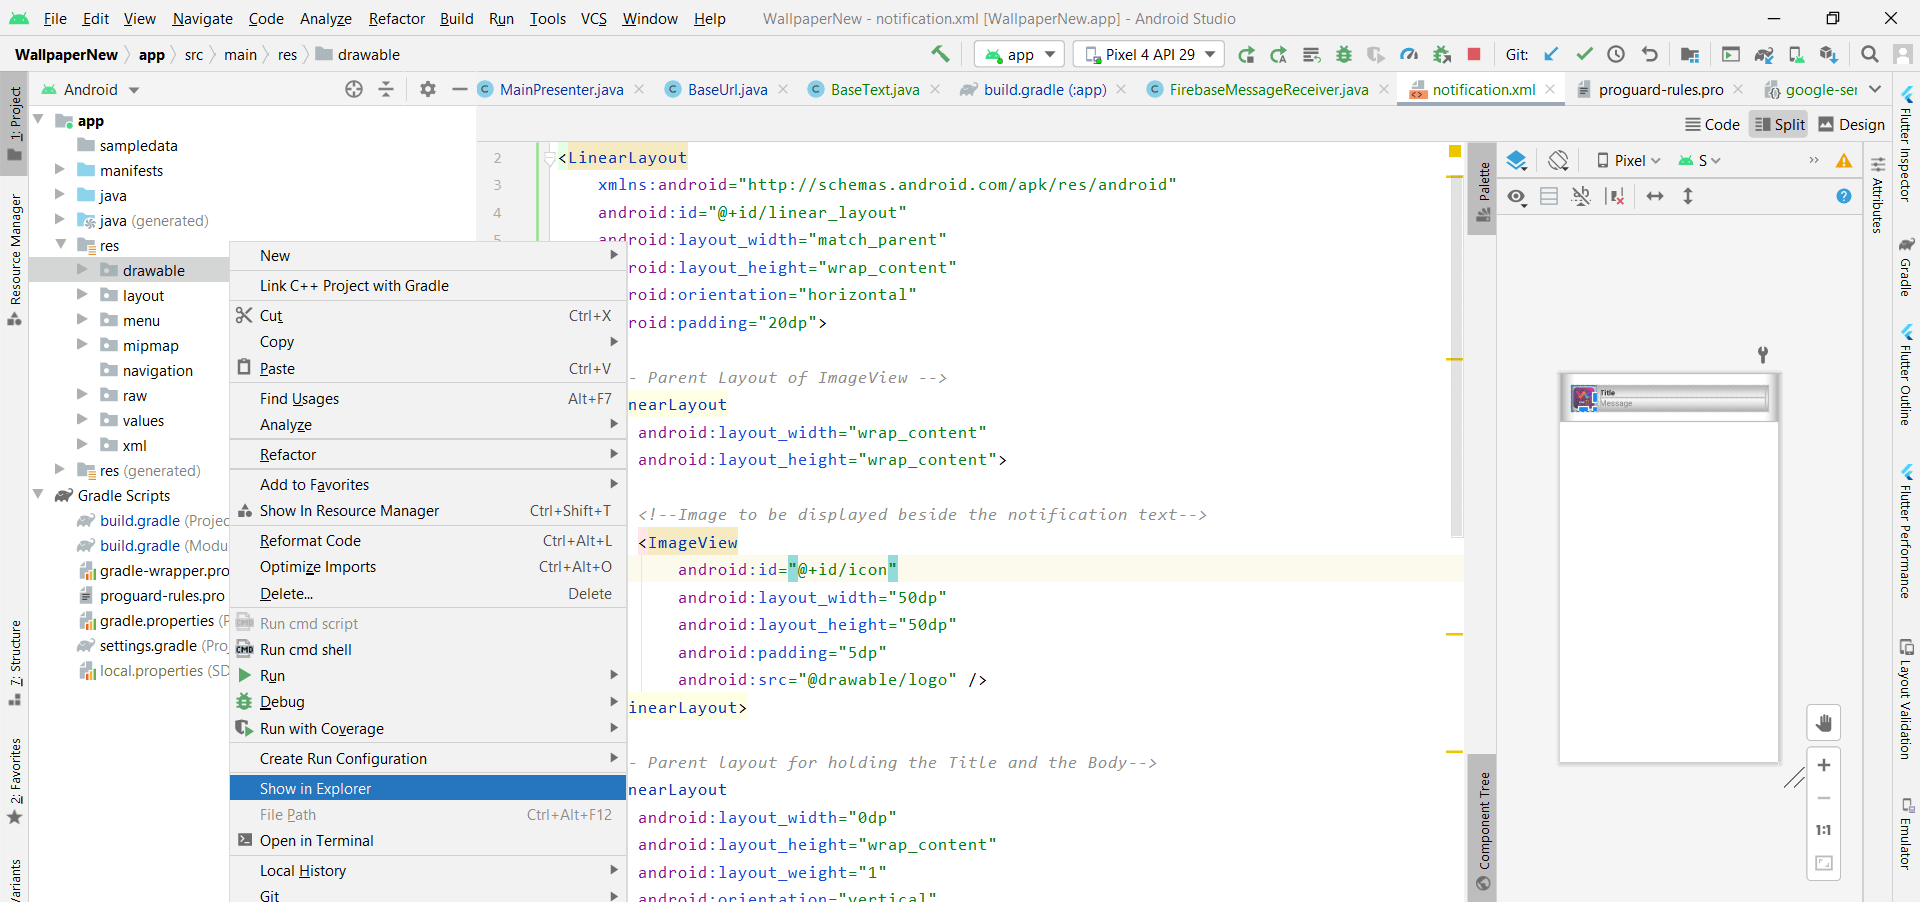 File Edit View Navigate Code Analyze Refactor Build Run Tools VCS Window Help WallpaperNew - notification.xml [WallpaperNew.app] - Android Studio
WallpaperNew app src main res drawable app Pixel 4 API 29 Git:
Android MainPresenter.java BaseUrl.java BaseText.java build.gradle (:app) FirebaseMessageReceiver.java notification.xml proguard-rules.pro google-ser
Code Split Design
1: Project
Resource Manager
7: Structure
2: Favorites
app
sampledata
manifests
java
java (generated)
res
drawable
layout
menu
mipmap
navigation
raw
values
xml
res (generated)
Gradle Scripts
build.gradle (Projec
build.gradle (Modu
gradle-wrapper.pro
proguard-rules.pro
gradle.properties (P
settings.gradle (Proj
local.properties (SD
New
Link C++ Project with Gradle
Cut Ctrl+X
Copy
Paste Ctrl+V
Find Usages Alt+F7
Analyze
Refactor
Add to Favorites
Show In Resource Manager Ctrl+Shift+T
Reformat Code Ctrl+Alt+L
Optimize Imports Ctrl+Alt+O
Delete... Delete
Run cmd script
Run cmd shell
Run
Debug
Run with Coverage
Create Run Configuration
Show in Explorer
File Path Ctrl+Alt+F12
Open in Terminal
Local History
Git
2 <LinearLayout
3 xmlns:android="http://schemas.android.com/apk/res/android"
4 android:id="@+id/linear_layout"
5 android:layout_width="match_parent"
roid:layout_height="wrap_content"
roid:orientation="horizontal"
roid:padding="20dp">
- Parent Layout of ImageView -->
nearLayout
android:layout_width="wrap_content"
android:layout_height="wrap_content">
<!--Image to be displayed beside the notification text-->
<ImageView
android:id="@+id/icon"
android:layout_width="50dp"
android:layout_height="50dp"
android:padding="5dp"
android:src="@drawable/logo" />
inearLayout>
- Parent layout for holding the Title and the Body-->
nearLayout
android:layout_width="0dp"
android:layout_height="wrap_content"
android:layout_weight="1"
android:orientation="vertical"
Palette
Component Tree
Pixel S
Title
Message
1:1
Attributes
Flutter Inspector
Gradle
Flutter Outline
Flutter Performance
Layout Validation
Emulator